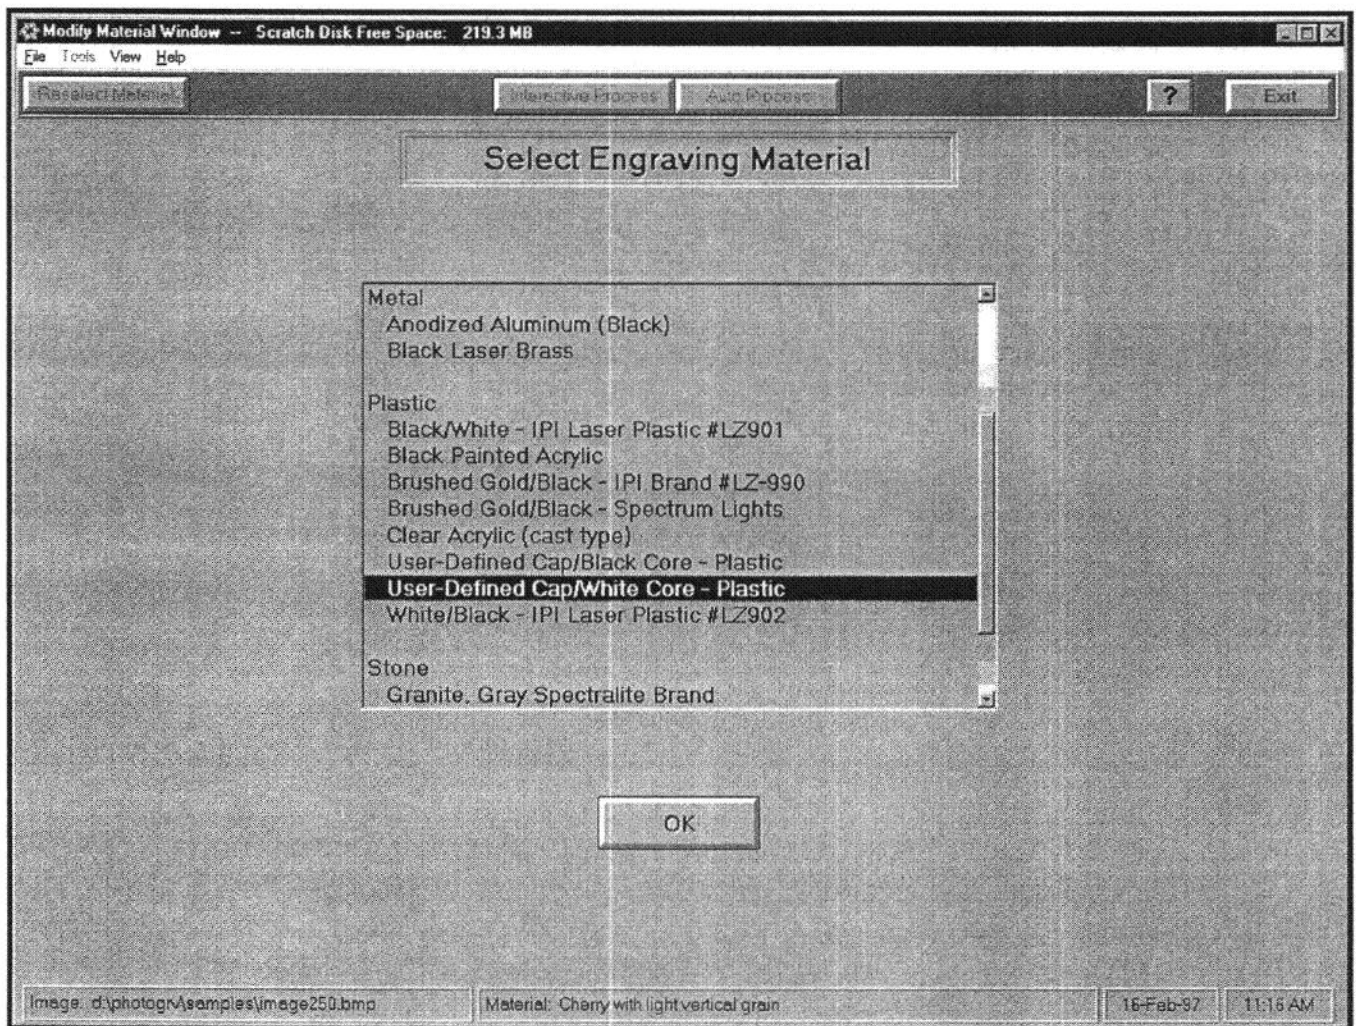 Modify Material Window -- Scratch Disk Free Space: 219.3 MB
File Tools View Help
Reselect Material Interactive Process Auto Process ? Exit
Select Engraving Material
Metal
Anodized Aluminum (Black)
Black Laser Brass
Plastic
Black/White - IPI Laser Plastic #LZ901
Black Painted Acrylic
Brushed Gold/Black - IPI Brand #LZ-990
Brushed Gold/Black - Spectrum Lights
Clear Acrylic (cast type)
User-Defined Cap/Black Core - Plastic
User-Defined Cap/White Core - Plastic
White/Black - IPI Laser Plastic #LZ902
Stone
Granite, Gray Spectralite Brand
OK
Image: d:\photogrv\samples\image250.bmp Material: Cherry with light vertical grain 16-Feb-97 11:16 AM